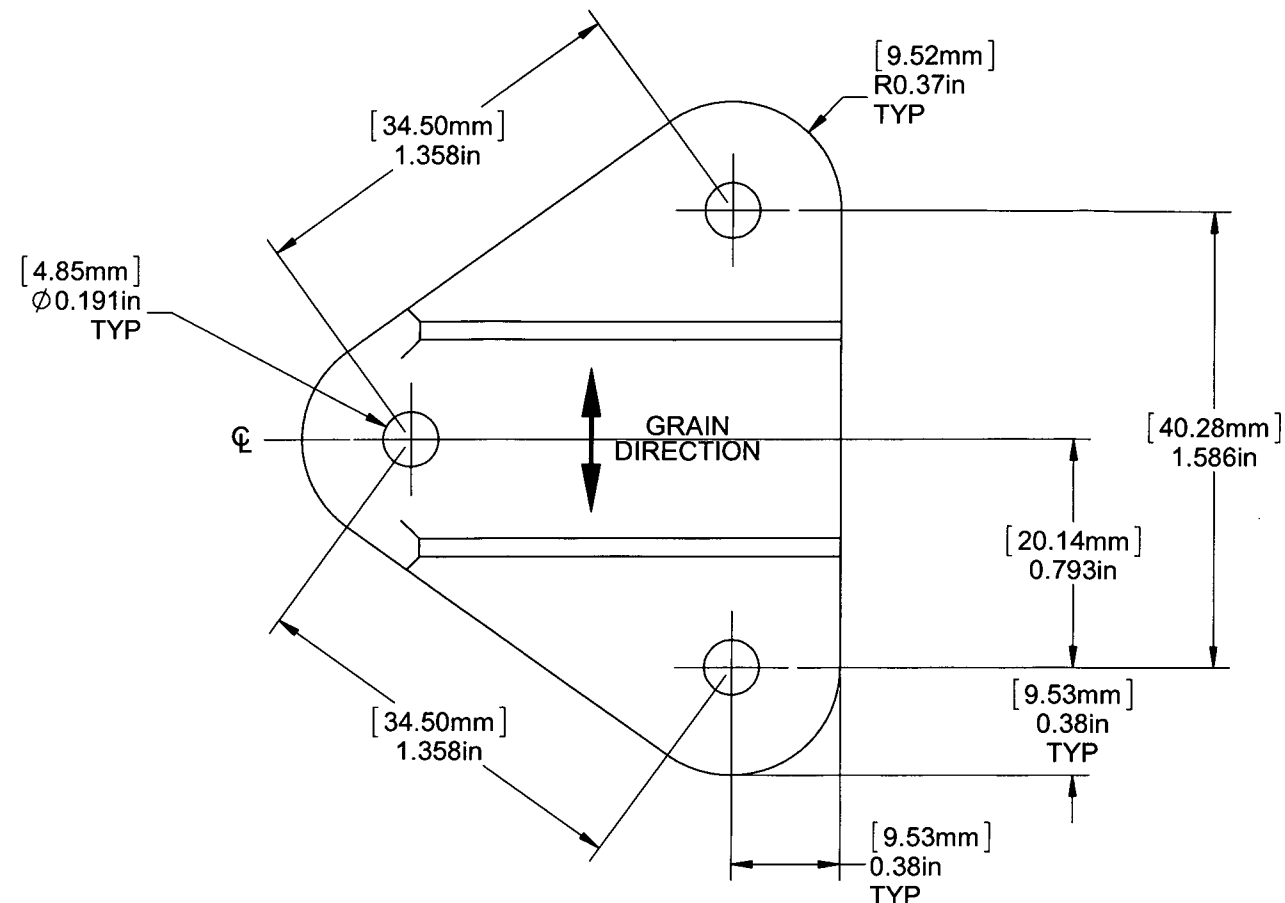 [9.52mm]
R0.37in
TYP
[34.50mm]
1.358in
[4.85mm]
∅0.191in
TYP
℄
GRAIN
DIRECTION
[40.28mm]
1.586in
[20.14mm]
0.793in
[34.50mm]
1.358in
[9.53mm]
0.38in
TYP
[9.53mm]
0.38in
TYP